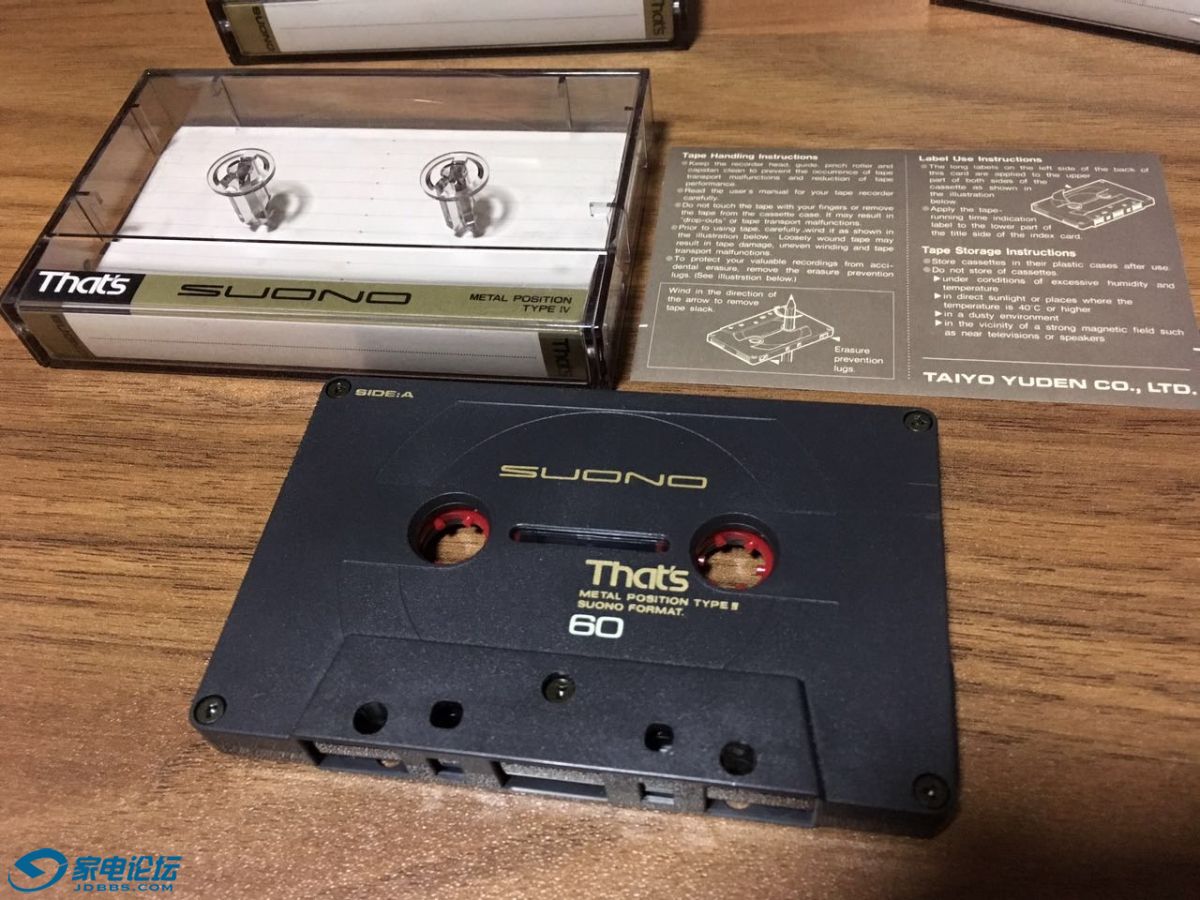 SUONO
That's
That's
SUONO
METAL POSITION
TYPE IV
That's
Tape Handling Instructions
Keep the recorder head, guide, pinch roller and
capstan clean to prevent the occurrence of tape
transport malfunctions and reduction of tape
performance.
Read the user's manual for your tape recorder
carefully.
Do not touch the tape with your fingers or remove
the tape from the cassette case. It may result in
"drop-outs" or tape transport malfunctions.
Prior to using tape, carefully wind it as shown in
the illustration below. Loosely wound tape may
result in tape damage, uneven winding and tape
transport malfunctions.
To protect your valuable recordings from acci-
dental erasure, remove the erasure prevention
lugs. (See illustration below.)
Wind in the direction of
the arrow to remove
tape slack.
Erasure
prevention
lugs.
Label Use Instructions
The long labels on the left side of the back of
this card are applied to the upper
part of both sides of the
cassette as shown in
the illustration
below.
Apply the tape-
running time indication
label to the lower part of
the title side of the index card.
Tape Storage Instructions
Store cassettes in their plastic cases after use.
Do not store of cassettes
▶under conditions of excessive humidity and
temperature
▶in direct sunlight or places where the
temperature is 40°C or higher
▶in a dusty environment
▶in the vicinity of a strong magnetic field such
as near televisions or speakers
TAIYO YUDEN CO., LTD.
SIDE:A
SUONO
That's
METAL POSITION TYPE IV
SUONO FORMAT.
60
家电论坛
JDBBS.COM